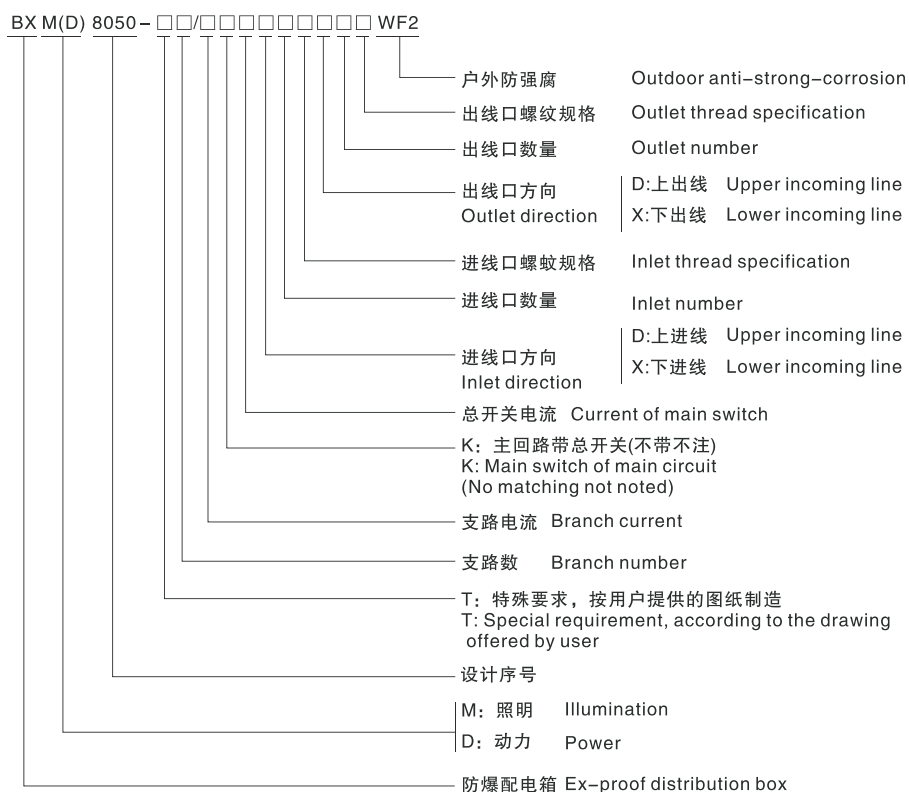 BX M(D) 8050-□□/□□□□□□□□□ WF2
户外防强腐 Outdoor anti-strong-corrosion
出线口螺纹规格 Outlet thread specification
出线口数量 Outlet number
出线口方向 D:上出线 Upper incoming line
Outlet direction X:下出线 Lower incoming line
进线口螺蚊规格 Inlet thread specification
进线口数量 Inlet number
进线口方向 D:上进线 Upper incoming line
Inlet direction X:下进线 Lower incoming line
总开关电流 Current of main switch
K：主回路带总开关(不带不注)
K: Main switch of main circuit
(No matching not noted)
支路电流 Branch current
支路数 Branch number
T：特殊要求，按用户提供的图纸制造
T: Special requirement, according to the drawing
offered by user
设计序号
M：照明 Illumination
D：动力 Power
防爆配电箱 Ex-proof distribution box